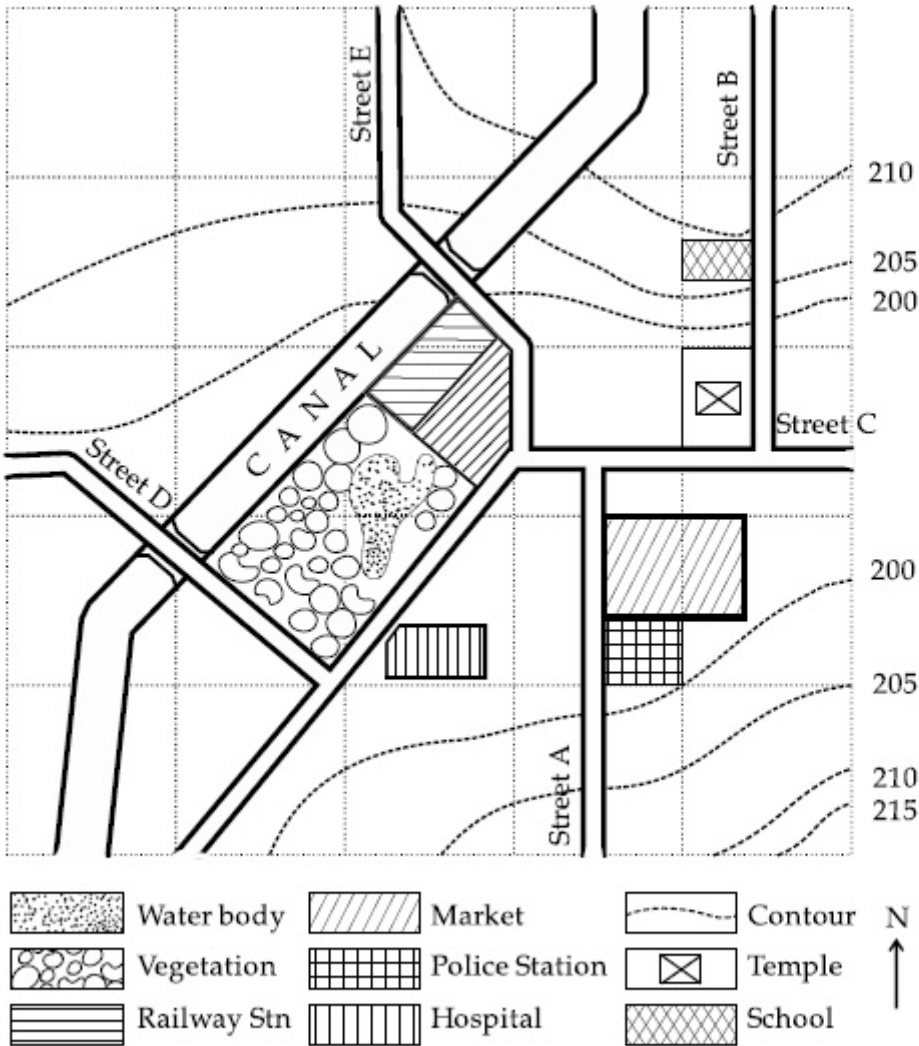 Street E
Street B
210
205
200
CANAL
Street C
Street D
200
205
210
215
Street A
Water body
Market
Contour
N
Vegetation
Police Station
Temple
Railway Stn
Hospital
School